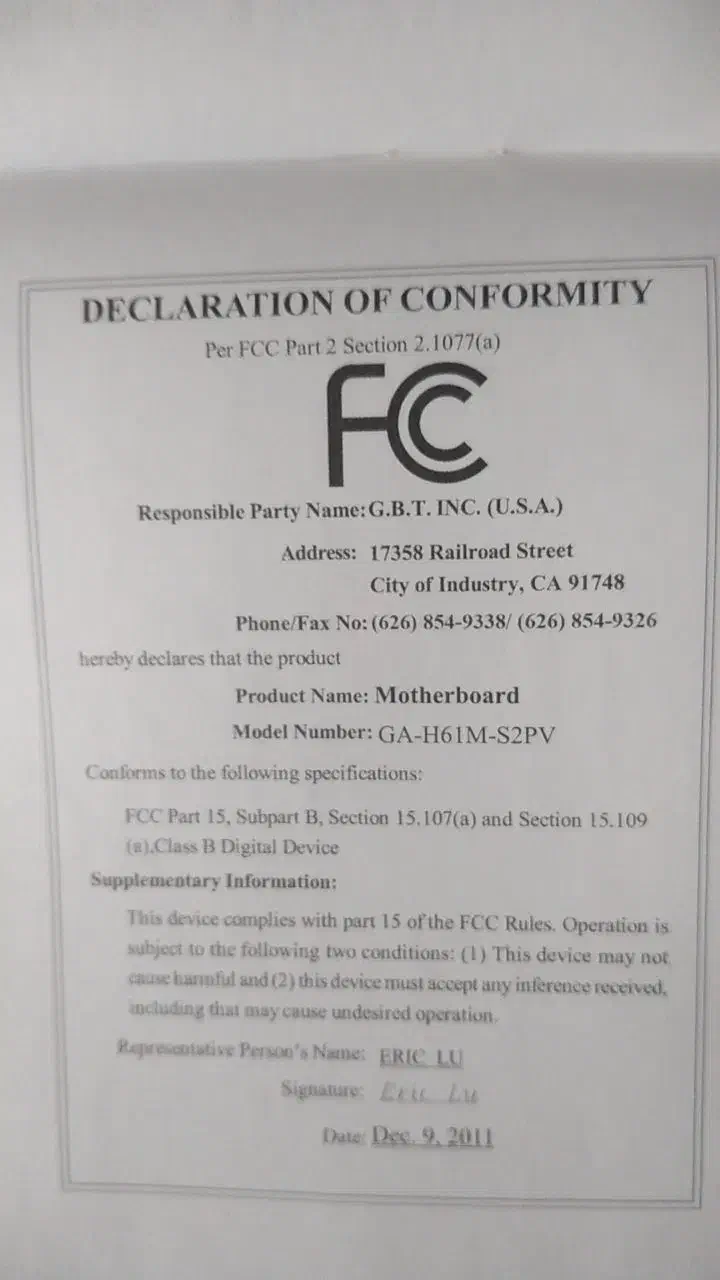 DECLARATION OF CONFORMITY
Per FCC Part 2 Section 2.1077(a)
FC
Responsible Party Name: G.B.T. INC. (U.S.A.)
Address: 17358 Railroad Street
City of Industry, CA 91748
Phone/Fax No: (626) 854-9338/ (626) 854-9326
hereby declares that the product
Product Name: Motherboard
Model Number: GA-H61M-S2PV
Conforms to the following specifications:
FCC Part 15, Subpart B, Section 15.107(a) and Section 15.109
(a),Class B Digital Device
Supplementary Information:
This device complies with part 15 of the FCC Rules. Operation is
subject to the following two conditions: (1) This device may not
cause harmful and (2) this device must accept any inference received,
including that may cause undesired operation.
Representative Person's Name: ERIC LU
Signature: Eric Lu
Date: Dec. 9, 2011